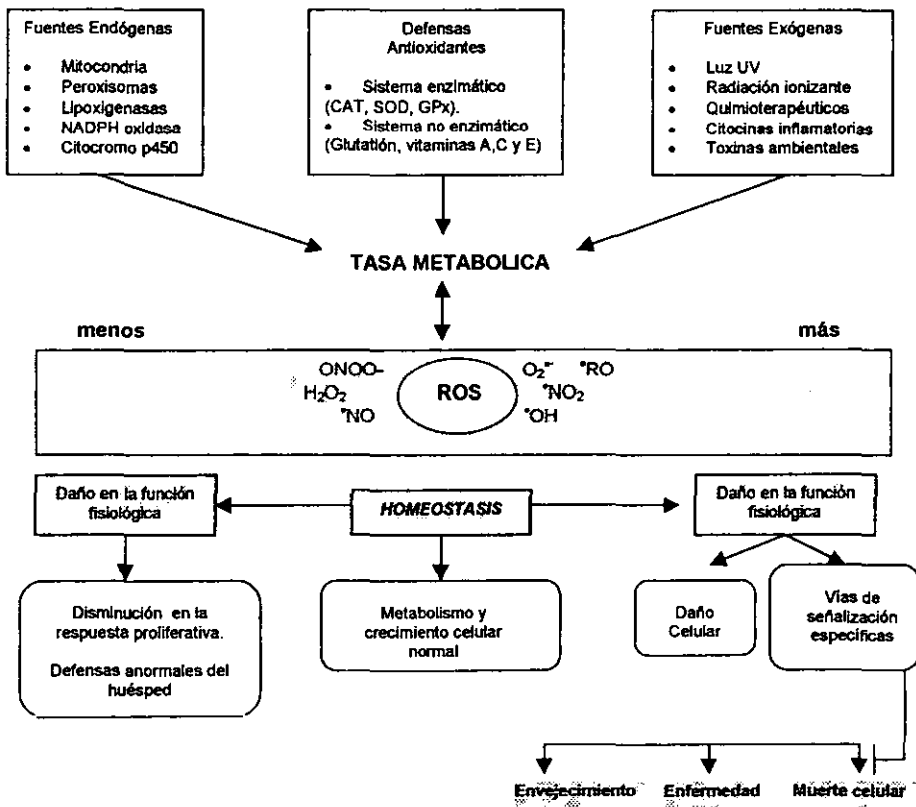 Fuentes Endógenas
• Mitocondria
• Peroxisomas
• Lipoxigenasas
• NADPH oxidasa
• Citocromo p450
Defensas
Antioxidantes
• Sistema enzimático
(CAT, SOD, GPx).
• Sistema no enzimático
(Glutatión, vitaminas A,C y E)
Fuentes Exógenas
• Luz UV
• Radiación ionizante
• Quimioterapéuticos
• Citocinas inflamatorias
• Toxinas ambientales
TASA METABOLICA
menos
más
ONOO-
H₂O₂
•NO
ROS
O₂•- •RO
•NO₂
•OH
Daño en la función
fisiológica
HOMEOSTASIS
Daño en la función
fisiológica
Disminución en la
respuesta proliferativa.
Defensas anormales del
huésped
Metabolismo y
crecimiento celular
normal
Daño
Celular
Vías de
señalización
específicas
Envejecimiento
Enfermedad
Muerta celular